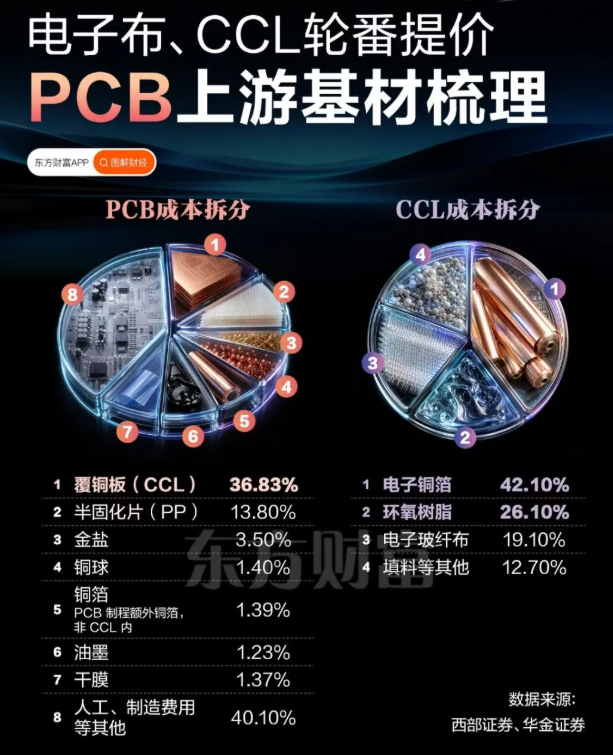 电子布、CCL轮番提价
PCB上游基材梳理
东方财富APP 图解财经
PCB成本拆分
1
2
3
4
5
6
7
8
1 覆铜板（CCL） 36.83%
2 半固化片（PP） 13.80%
3 金盐 3.50%
4 铜球 1.40%
5 铜箔 1.39%
PCB 制程额外铜箔，
非 CCL 内
6 油墨 1.23%
7 干膜 1.37%
8 人工、制造费用
等其他 40.10%
CCL成本拆分
1
2
3
4
1 电子铜箔 42.10%
2 环氧树脂 26.10%
3 电子玻纤布 19.10%
4 填料等其他 12.70%
东方财富
数据来源：
西部证券、华金证券